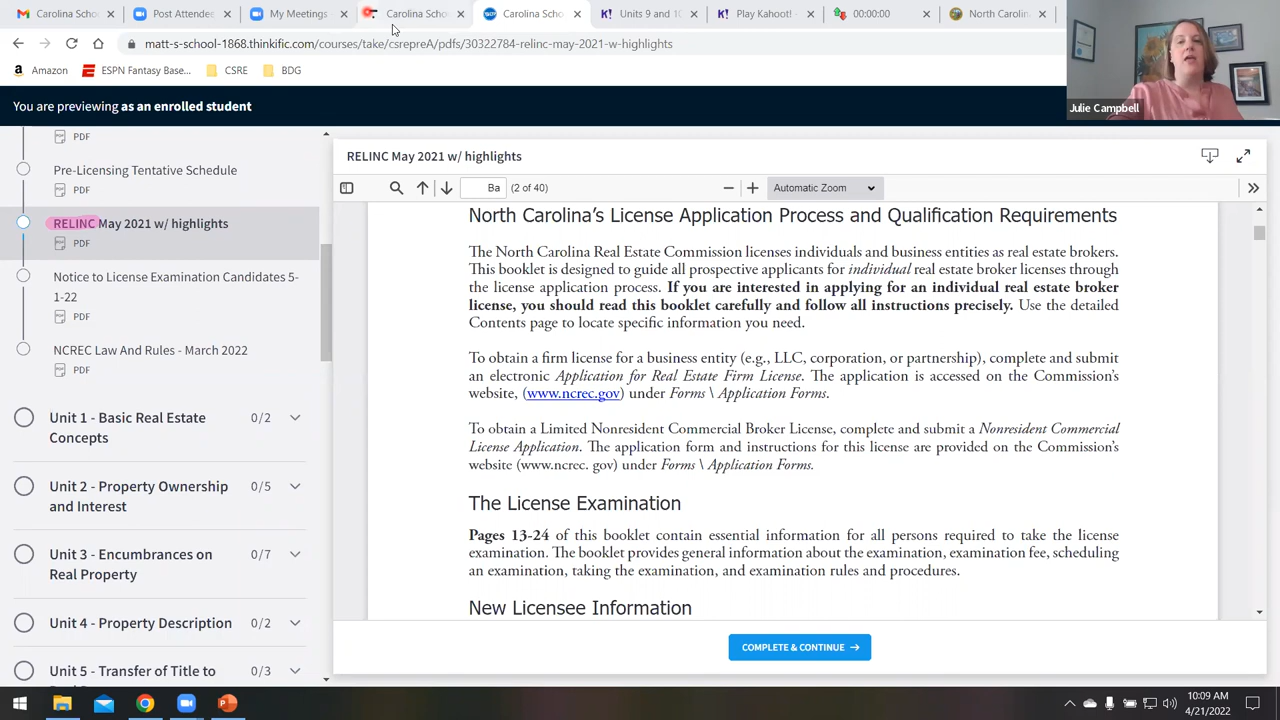 Carolina Scho
Post Attende
My Meetings
Carolina Scho
Carolina Scho
Units 9 and 10
Play Kahoot!
00:00:00
North Carolin
matt-s-school-1868.thinkific.com/courses/take/csrepreA/pdfs/30322784-relinc-may-2021-w-highlights
Amazon
ESPN Fantasy Base...
CSRE
BDG
Julie Campbell
You are previewing as an enrolled student
PDF
Pre-Licensing Tentative Schedule
PDF
RELINC May 2021 w/ highlights
PDF
Notice to License Examination Candidates 5-
1-22
PDF
NCREC Law And Rules - March 2022
PDF
Unit 1 - Basic Real Estate
Concepts
0/2
Unit 2 - Property Ownership
and Interest
0/5
Unit 3 - Encumbrances on
Real Property
0/7
Unit 4 - Property Description
0/2
Unit 5 - Transfer of Title to
0/3
RELINC May 2021 w/ highlights
Ba (2 of 40)
Automatic Zoom
North Carolina's License Application Process and Qualification Requirements
The North Carolina Real Estate Commission licenses individuals and business entities as real estate brokers.
This booklet is designed to guide all prospective applicants for individual real estate broker licenses through
the license application process. If you are interested in applying for an individual real estate broker
license, you should read this booklet carefully and follow all instructions precisely. Use the detailed
Contents page to locate specific information you need.
To obtain a firm license for a business entity (e.g., LLC, corporation, or partnership), complete and submit
an electronic Application for Real Estate Firm License. The application is accessed on the Commission's
website, (www.ncrec.gov) under Forms \ Application Forms.
To obtain a Limited Nonresident Commercial Broker License, complete and submit a Nonresident Commercial
License Application. The application form and instructions for this license are provided on the Commission's
website (www.ncrec. gov) under Forms \ Application Forms.
The License Examination
Pages 13-24 of this booklet contain essential information for all persons required to take the license
examination. The booklet provides general information about the examination, examination fee, scheduling
an examination, taking the examination, and examination rules and procedures.
New Licensee Information
COMPLETE & CONTINUE →
10:09 AM
4/21/2022